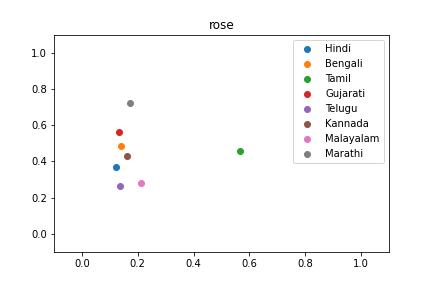 rose
1.0
0.8
0.6
0.4
0.2
0.0
0.0 0.2 0.4 0.6 0.8 1.0
Hindi
Bengali
Tamil
Gujarati
Telugu
Kannada
Malayalam
Marathi